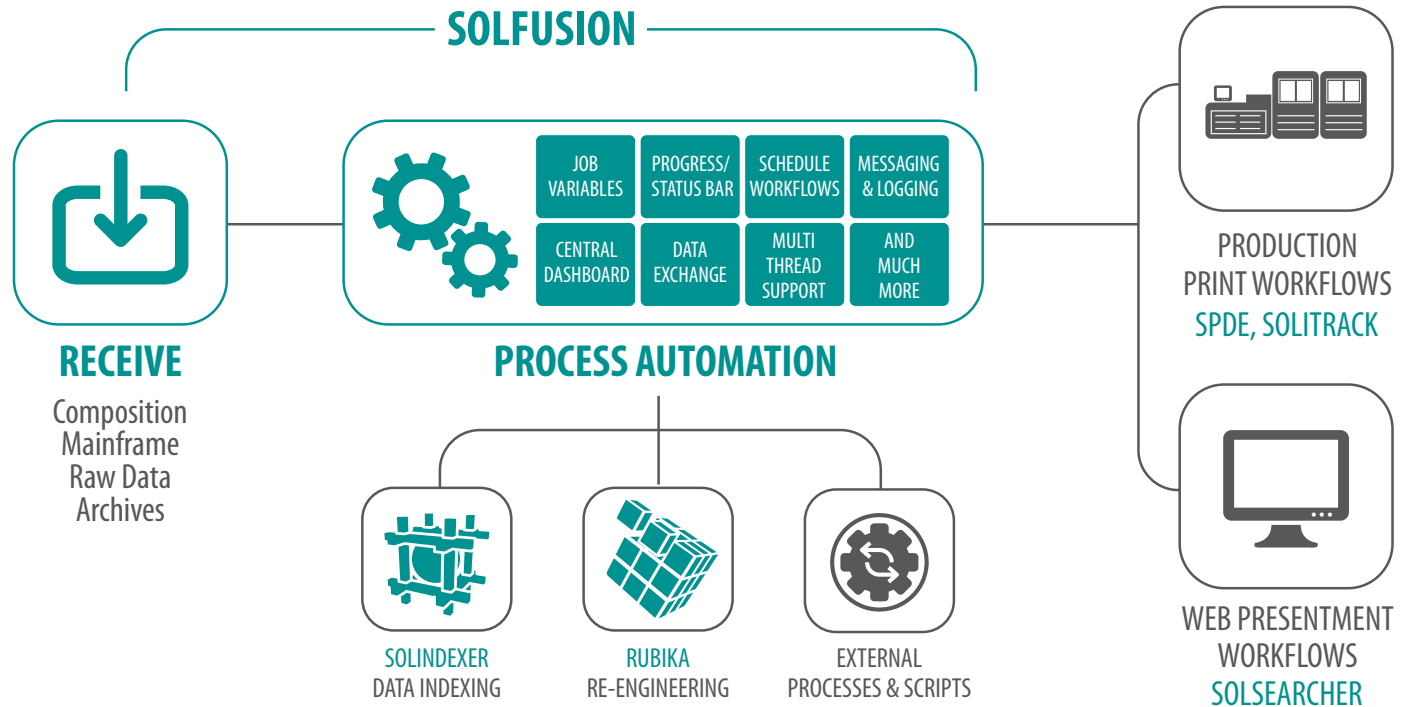 SOLFUSION
JOB
VARIABLES
PROGRESS/
STATUS BAR
SCHEDULE
WORKFLOWS
MESSAGING
& LOGGING
CENTRAL
DASHBOARD
DATA
EXCHANGE
MULTI
THREAD
SUPPORT
AND
MUCH
MORE
RECEIVE
Composition
Mainframe
Raw Data
Archives
PROCESS AUTOMATION
SOLINDEXER
DATA INDEXING
RUBIKA
RE-ENGINEERING
EXTERNAL
PROCESSES & SCRIPTS
PRODUCTION
PRINT WORKFLOWS
SPDE, SOLITRACK
WEB PRESENTMENT
WORKFLOWS
SOLSEARCHER